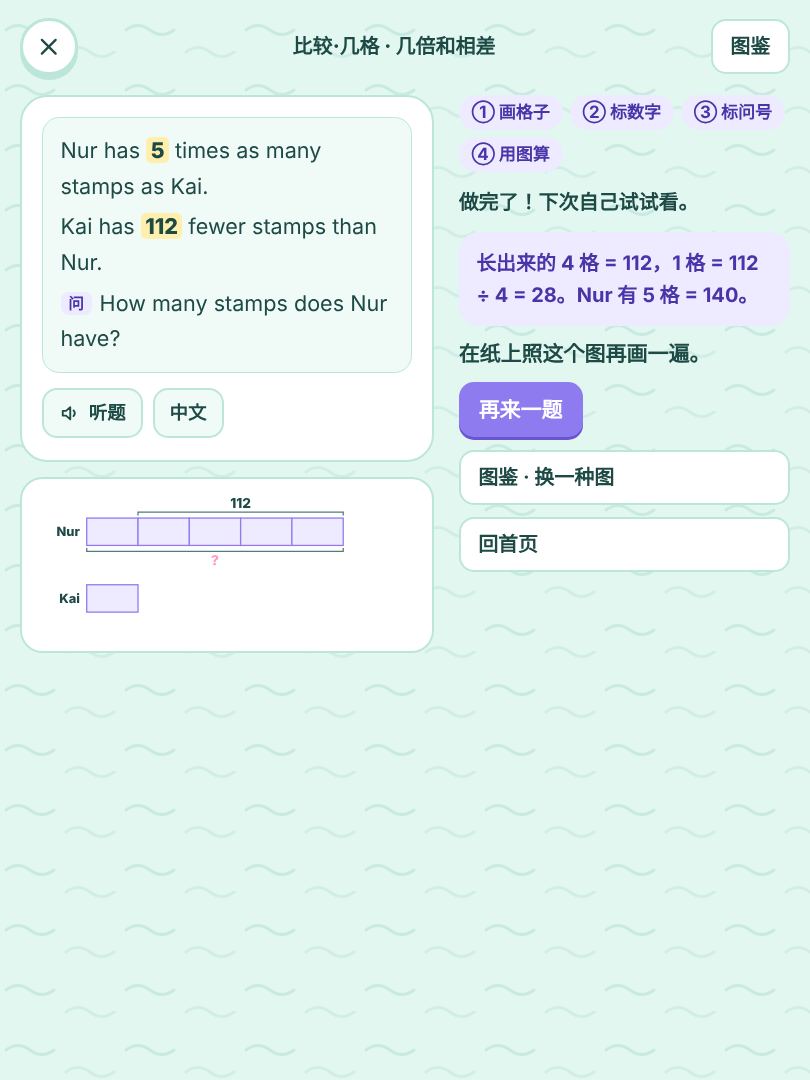 比较·几格 · 几倍和相差
图鉴
Nur has 5 times as many
stamps as Kai.
Kai has 112 fewer stamps than
Nur.
问 How many stamps does Nur
have?
听题
中文
112
Nur
?
Kai
① 画格子 ② 标数字 ③ 标问号
④ 用图算
做完了！下次自己试试看。
长出来的 4 格 = 112，1 格 = 112
÷ 4 = 28。Nur 有 5 格 = 140。
在纸上照这个图再画一遍。
再来一题
图鉴 · 换一种图
回首页